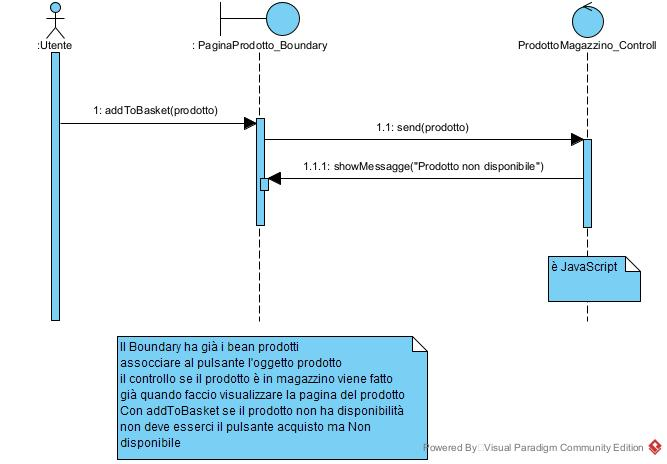 :Utente
: PaginaProdotto_Boundary
ProdottoMagazzino_Controll
1: addToBasket(prodotto)
1.1: send(prodotto)
1.1.1: showMessagge("Prodotto non disponibile")
è JavaScript
Il Boundary ha già i bean prodotti
assocciare al pulsante l'oggetto prodotto
il controllo se il prodotto è in magazzino viene fatto
già quando faccio visualizzare la pagina del prodotto
Con addToBasket se il prodotto non ha disponibilità
non deve esserci il pulsante acquisto ma Non
disponibile
Powered By Visual Paradigm Community Edition